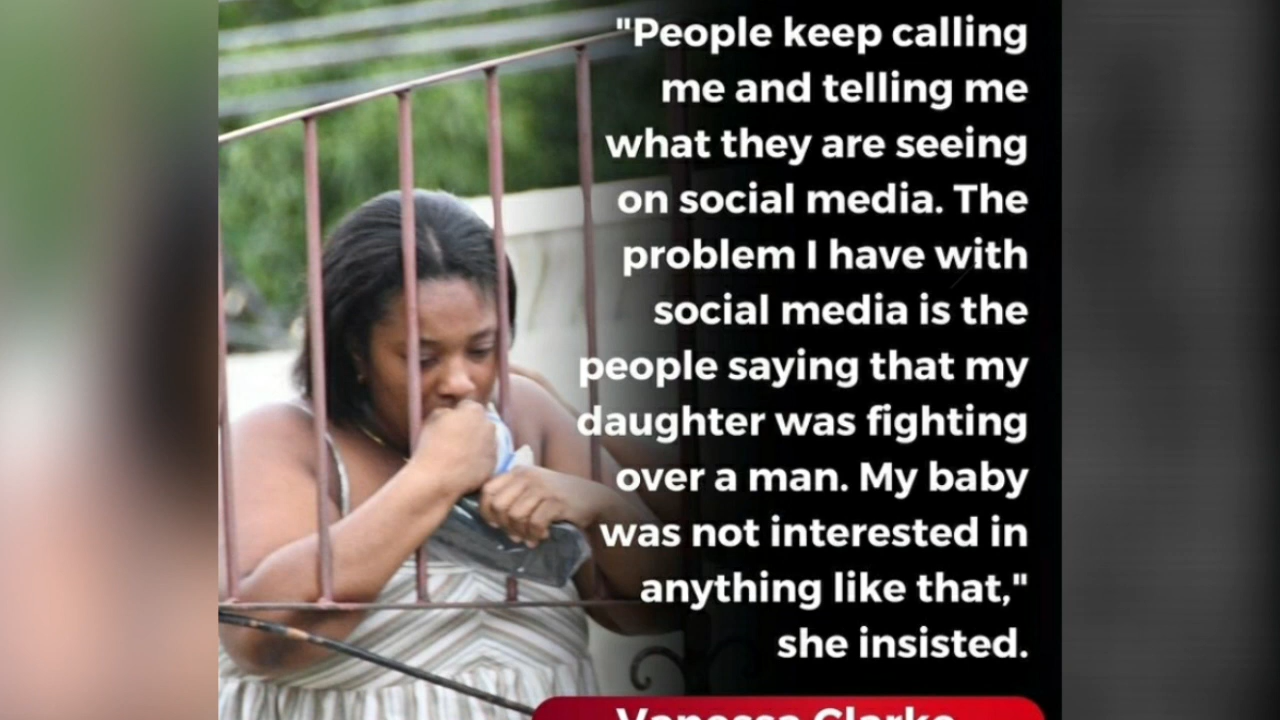 "People keep calling
me and telling me
what they are seeing
on social media. The
problem I have with
social media is the
people saying that my
daughter was fighting
over a man. My baby
was not interested in
anything like that,"
she insisted.
Vanessa Clarke